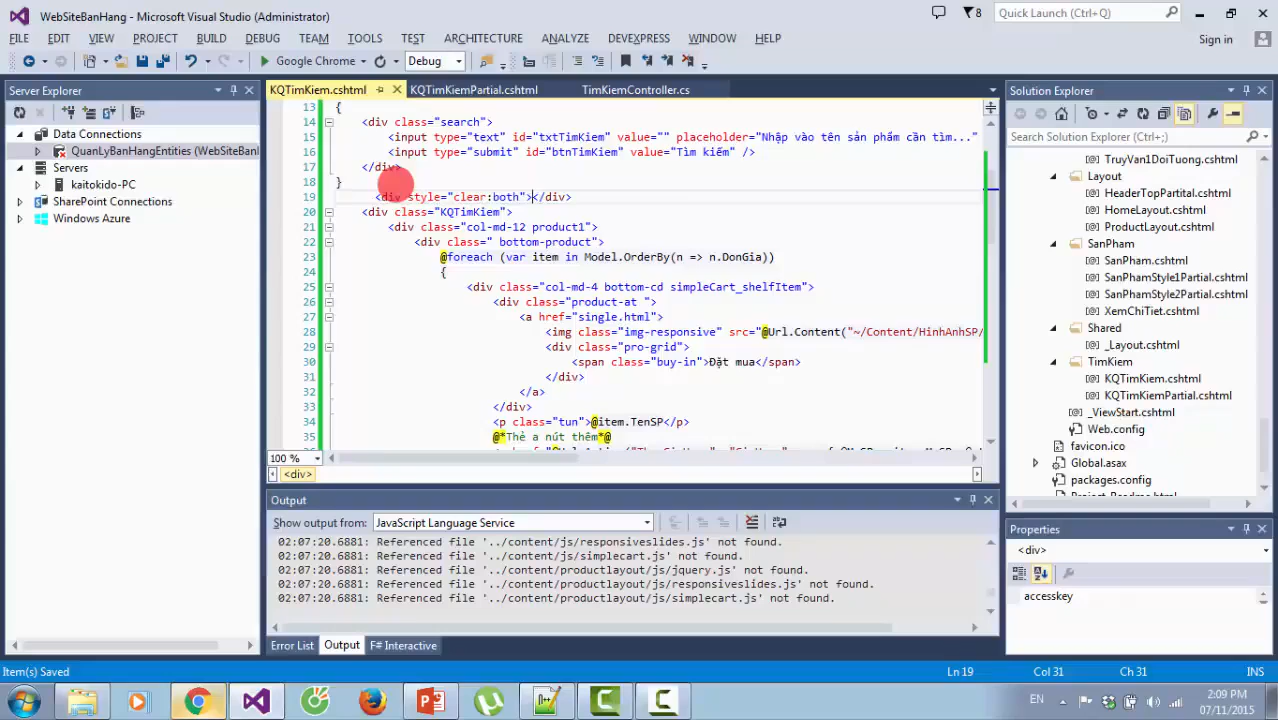 WebSiteBanHang - Microsoft Visual Studio (Administrator)
8
Quick Launch (Ctrl+Q)
FILE EDIT VIEW PROJECT BUILD DEBUG TEAM TOOLS TEST ARCHITECTURE ANALYZE DEVEXPRESS WINDOW HELP
Sign in
Google Chrome
Debug
Server Explorer
Data Connections
QuanLyBanHangEntities (WebSiteBanl
Servers
kaitokido-PC
SharePoint Connections
Windows Azure
KQTimKiem.cshtml
KQTimKiemPartial.cshtml
TimKiemController.cs
13 {
14 <div class="search">
15 <input type="text" id="txtTimKiem" value="" placeholder="Nhập vào tên sản phẩm cần tìm..."
16 <input type="submit" id="btnTimKiem" value="Tìm kiếm" />
17 </div>
18 }
19 <div style="clear:both"></div>
20 <div class="KQTimKiem">
21 <div class="col-md-12 product1">
22 <div class=" bottom-product">
23 @foreach (var item in Model.OrderBy(n => n.DonGia))
24 {
25 <div class="col-md-4 bottom-cd simpleCart_shelfItem">
26 <div class="product-at ">
27 <a href="single.html">
28 <img class="img-responsive" src="@Url.Content("~/Content/HinhAnhSP/
29 <div class="pro-grid">
30 <span class="buy-in">Đặt mua</span>
31 </div>
32 </a>
33 </div>
34 <p class="tun">@item.TenSP</p>
35 @*Thẻ a nút thêm*@
100 %
<div>
Output
Show output from: JavaScript Language Service
02:07:20.6881: Referenced file '../content/js/responsiveslides.js' not found.
02:07:20.6881: Referenced file '../content/js/simplecart.js' not found.
02:07:20.6881: Referenced file '../content/productlayout/js/jquery.js' not found.
02:07:20.6881: Referenced file '../content/productlayout/js/responsiveslides.js' not found.
02:07:20.6881: Referenced file '../content/productlayout/js/simplecart.js' not found.
Error List Output F# Interactive
Solution Explorer
Search Solution Explorer (Ctrl+;)
TruyVan1DoiTuong.cshtml
Layout
HeaderTopPartital.cshtml
HomeLayout.cshtml
ProductLayout.cshtml
SanPham
SanPham.cshtml
SanPhamStyle1Partial.cshtml
SanPhamStyle2Partial.cshtml
XemChiTiet.cshtml
Shared
_Layout.cshtml
TimKiem
KQTimKiem.cshtml
KQTimKiemPartial.cshtml
_ViewStart.cshtml
Web.config
favicon.ico
Global.asax
packages.config
Project_Readme.html
Properties
<div>
accesskey
Item(s) Saved
Ln 19 Col 31 Ch 31 INS
EN
2:09 PM
07/11/2015